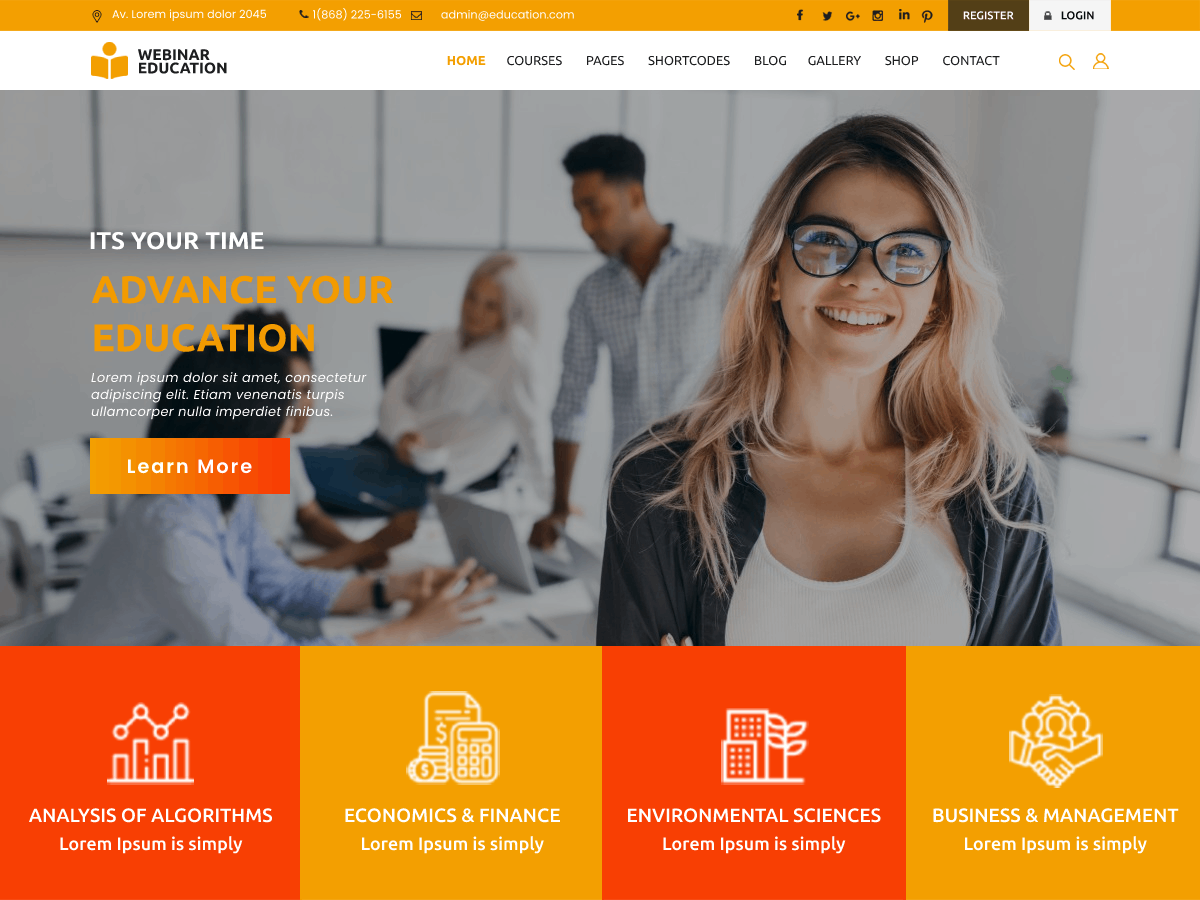 Av. Lorem ipsum dolor 2045
1(868) 225-6155
admin@education.com
REGISTER
LOGIN
WEBINAR
EDUCATION
HOME
COURSES
PAGES
SHORTCODES
BLOG
GALLERY
SHOP
CONTACT
ITS YOUR TIME
ADVANCE YOUR
EDUCATION
Lorem ipsum dolor sit amet, consectetur
adipiscing elit. Etiam venenatis turpis
ullamcorper nulla imperdiet finibus.
Learn More
ANALYSIS OF ALGORITHMS
Lorem Ipsum is simply
ECONOMICS & FINANCE
Lorem Ipsum is simply
ENVIRONMENTAL SCIENCES
Lorem Ipsum is simply
BUSINESS & MANAGEMENT
Lorem Ipsum is simply